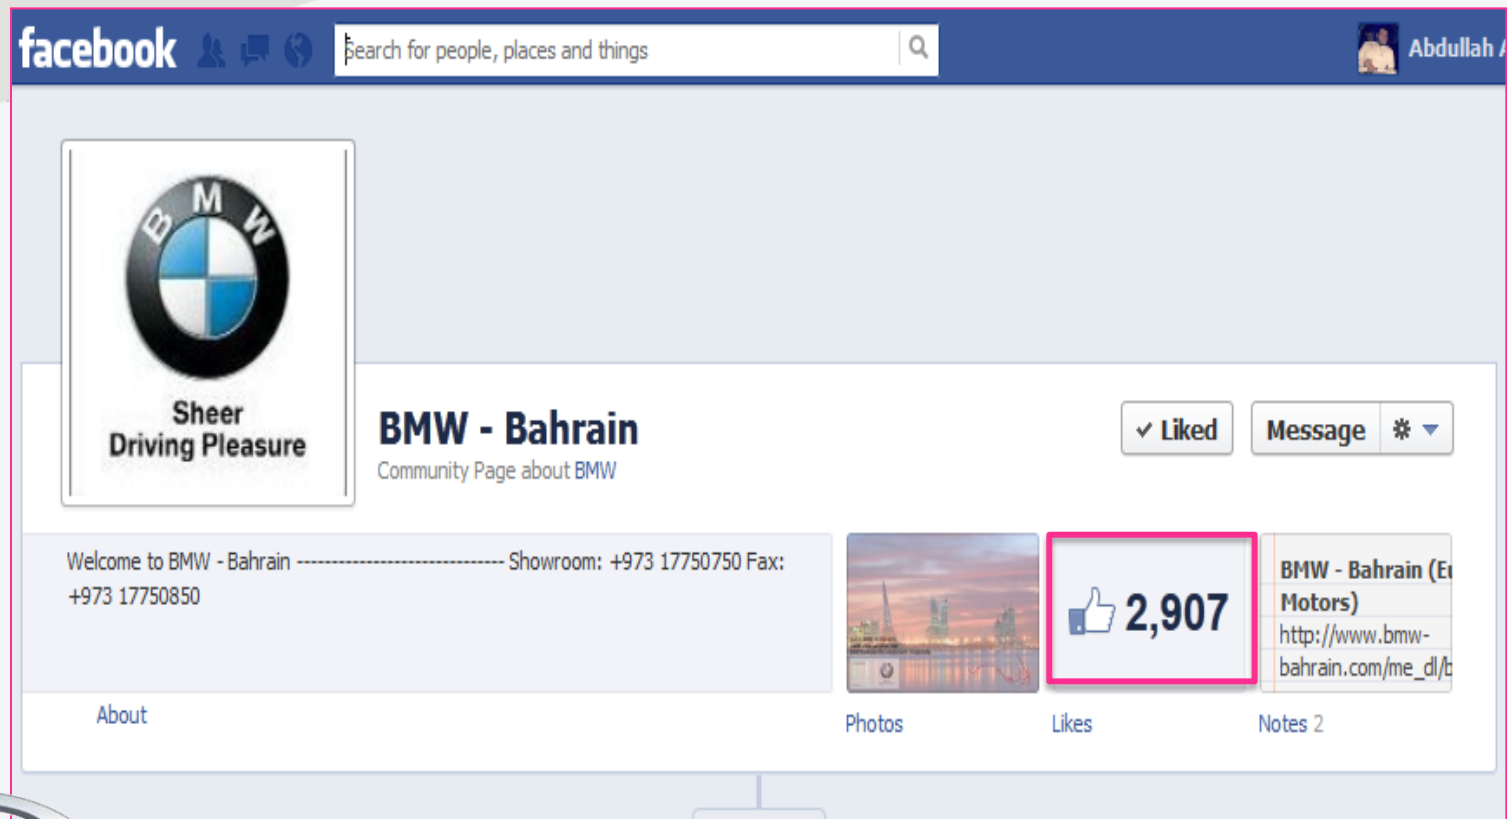 facebook
Search for people, places and things
Abdullah
BMW
Sheer
Driving Pleasure
BMW - Bahrain
Community Page about BMW
Liked
Message
Welcome to BMW - Bahrain ------------------------------ Showroom: +973 17750750 Fax:
+973 17750850
2,907
BMW - Bahrain (Eu
Motors)
http://www.bmw-
bahrain.com/me_dl/b
About
Photos
Likes
Notes 2